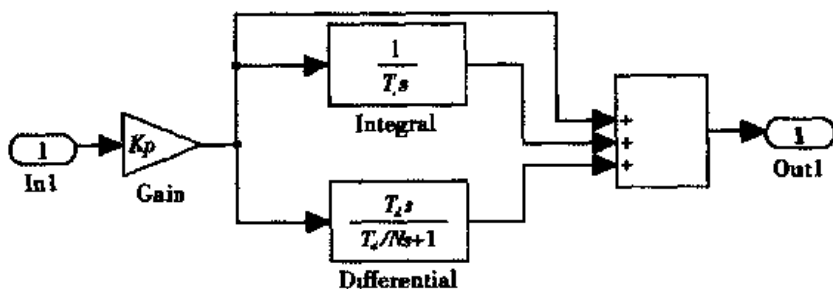 1
T_i s
Integral
+
+
+
1
In1
Kp
Gain
1
Out1
T_d s
T_d/Ns+1
Differential